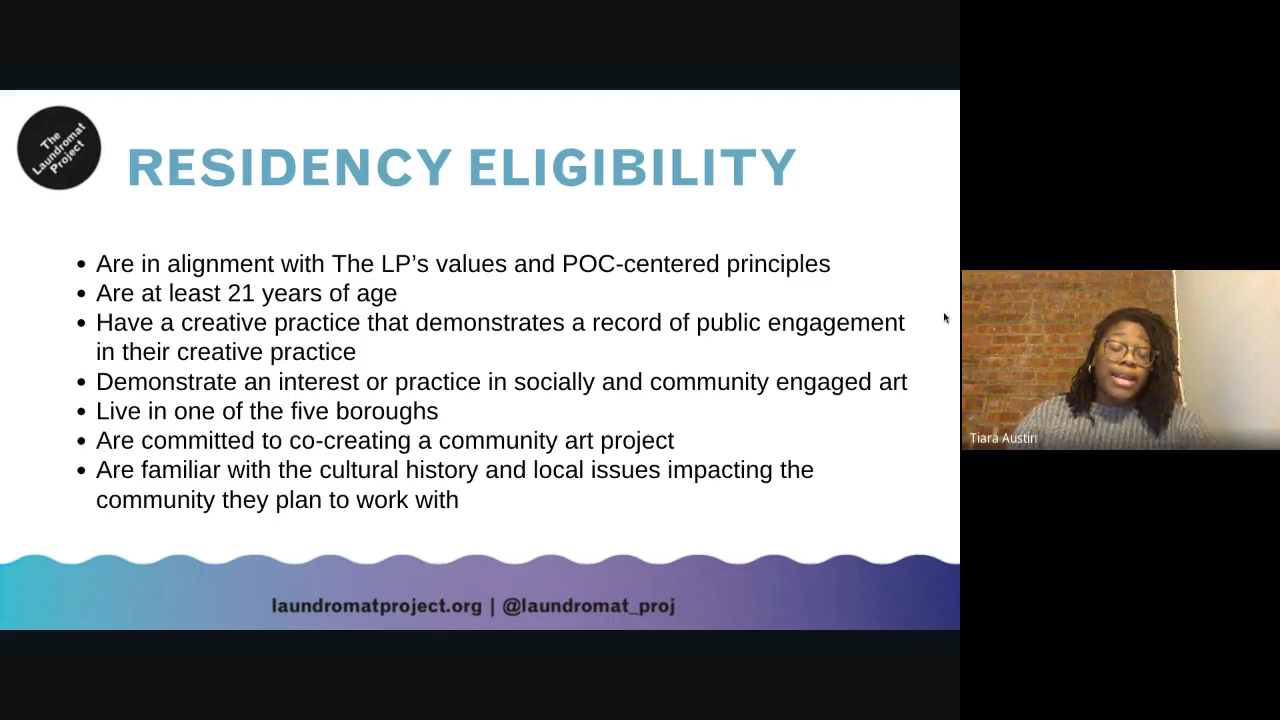 The
Laundromat
Project
RESIDENCY ELIGIBILITY
• Are in alignment with The LP’s values and POC-centered principles
• Are at least 21 years of age
• Have a creative practice that demonstrates a record of public engagement
in their creative practice
• Demonstrate an interest or practice in socially and community engaged art
• Live in one of the five boroughs
• Are committed to co-creating a community art project
• Are familiar with the cultural history and local issues impacting the
community they plan to work with
laundromatproject.org | @laundromat_proj
Tiara Austin